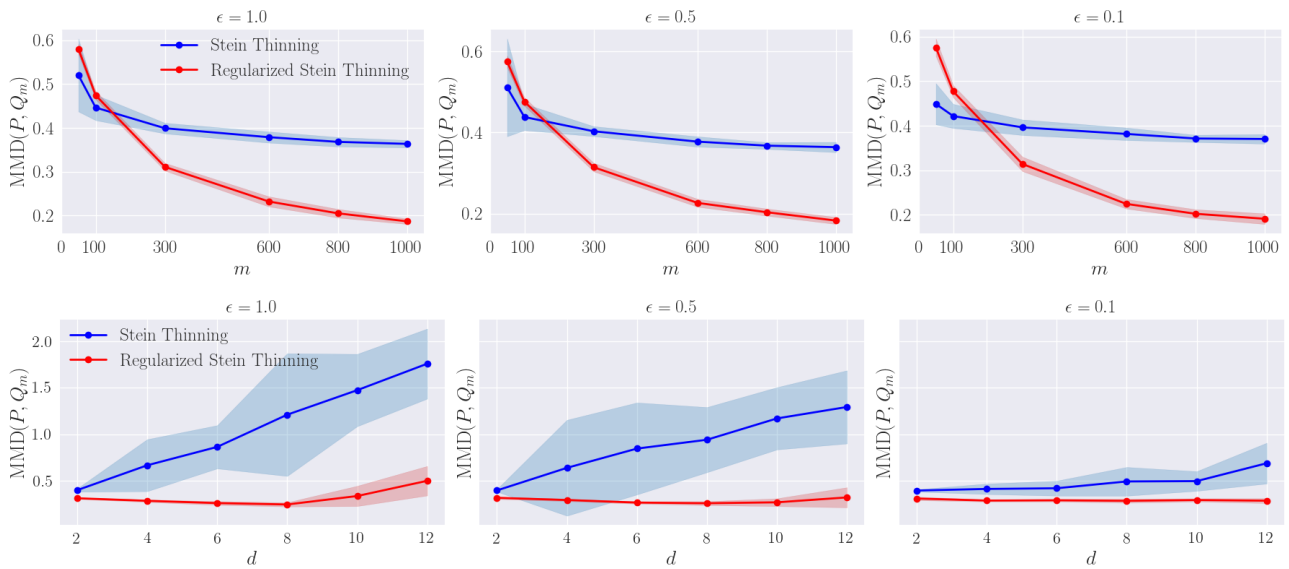 ϵ = 1.0
ϵ = 0.5
ϵ = 0.1
Stein Thinning
Regularized Stein Thinning
MMD(P, Q_m)
0.6
0.5
0.4
0.3
0.2
0 100 300 600 800 1000
m
MMD(P, Q_m)
0.6
0.4
0.2
0 100 300 600 800 1000
m
MMD(P, Q_m)
0.6
0.5
0.4
0.3
0.2
0 100 300 600 800 1000
m
ϵ = 1.0
ϵ = 0.5
ϵ = 0.1
Stein Thinning
Regularized Stein Thinning
MMD(P, Q_m)
2.0
1.5
1.0
0.5
2 4 6 8 10 12
d
MMD(P, Q_m)
2 4 6 8 10 12
d
MMD(P, Q_m)
2 4 6 8 10 12
d